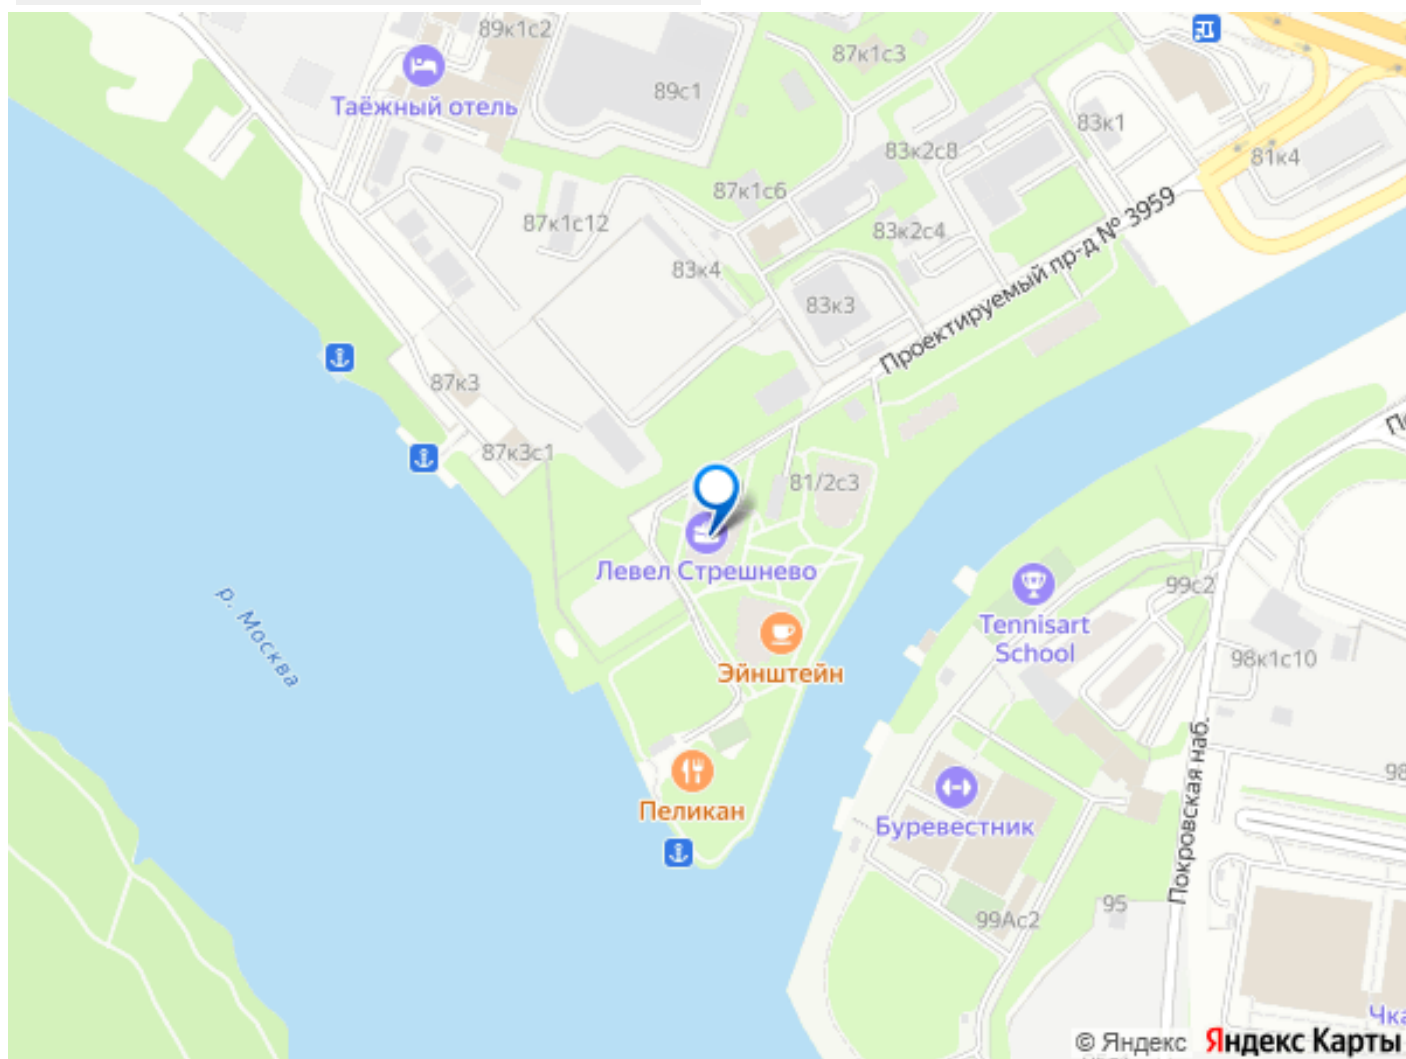 89к1с2
Таёжный отель
89с1
87к1с3
83к1
81к4
83к2с8
87к1с6
87к1с12
83к2с4
83к4
83к3
Проектируемый пр-д № 3959
87к3
87к3с1
81/2с3
Левел Стрешнево
р. Москва
99с2
Tennisart
School
98к1с10
Эйнштейн
Пеликан
Буревестник
Покровская наб.
99Ас2
95
© Яндекс
Яндекс Карты